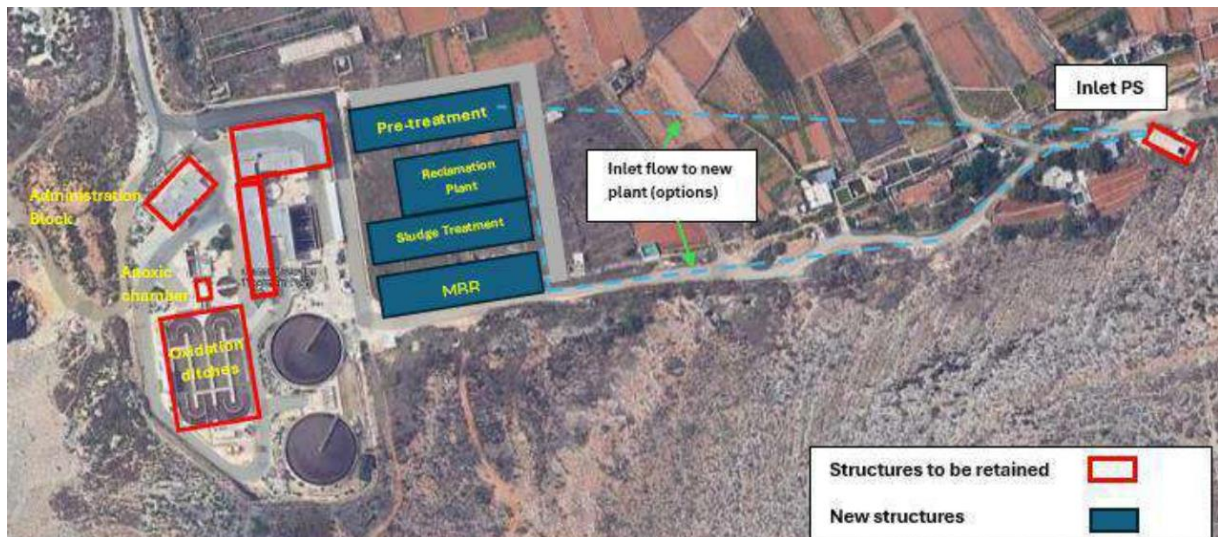 Inlet PS
Pre-treatment
Inlet flow to new
plant (options)
Reclamation
Plant
Administration
Block
Sludge Treatment
Anoxic
chamber
MBR
Oxidation
ditches
Structures to be retained
New structures